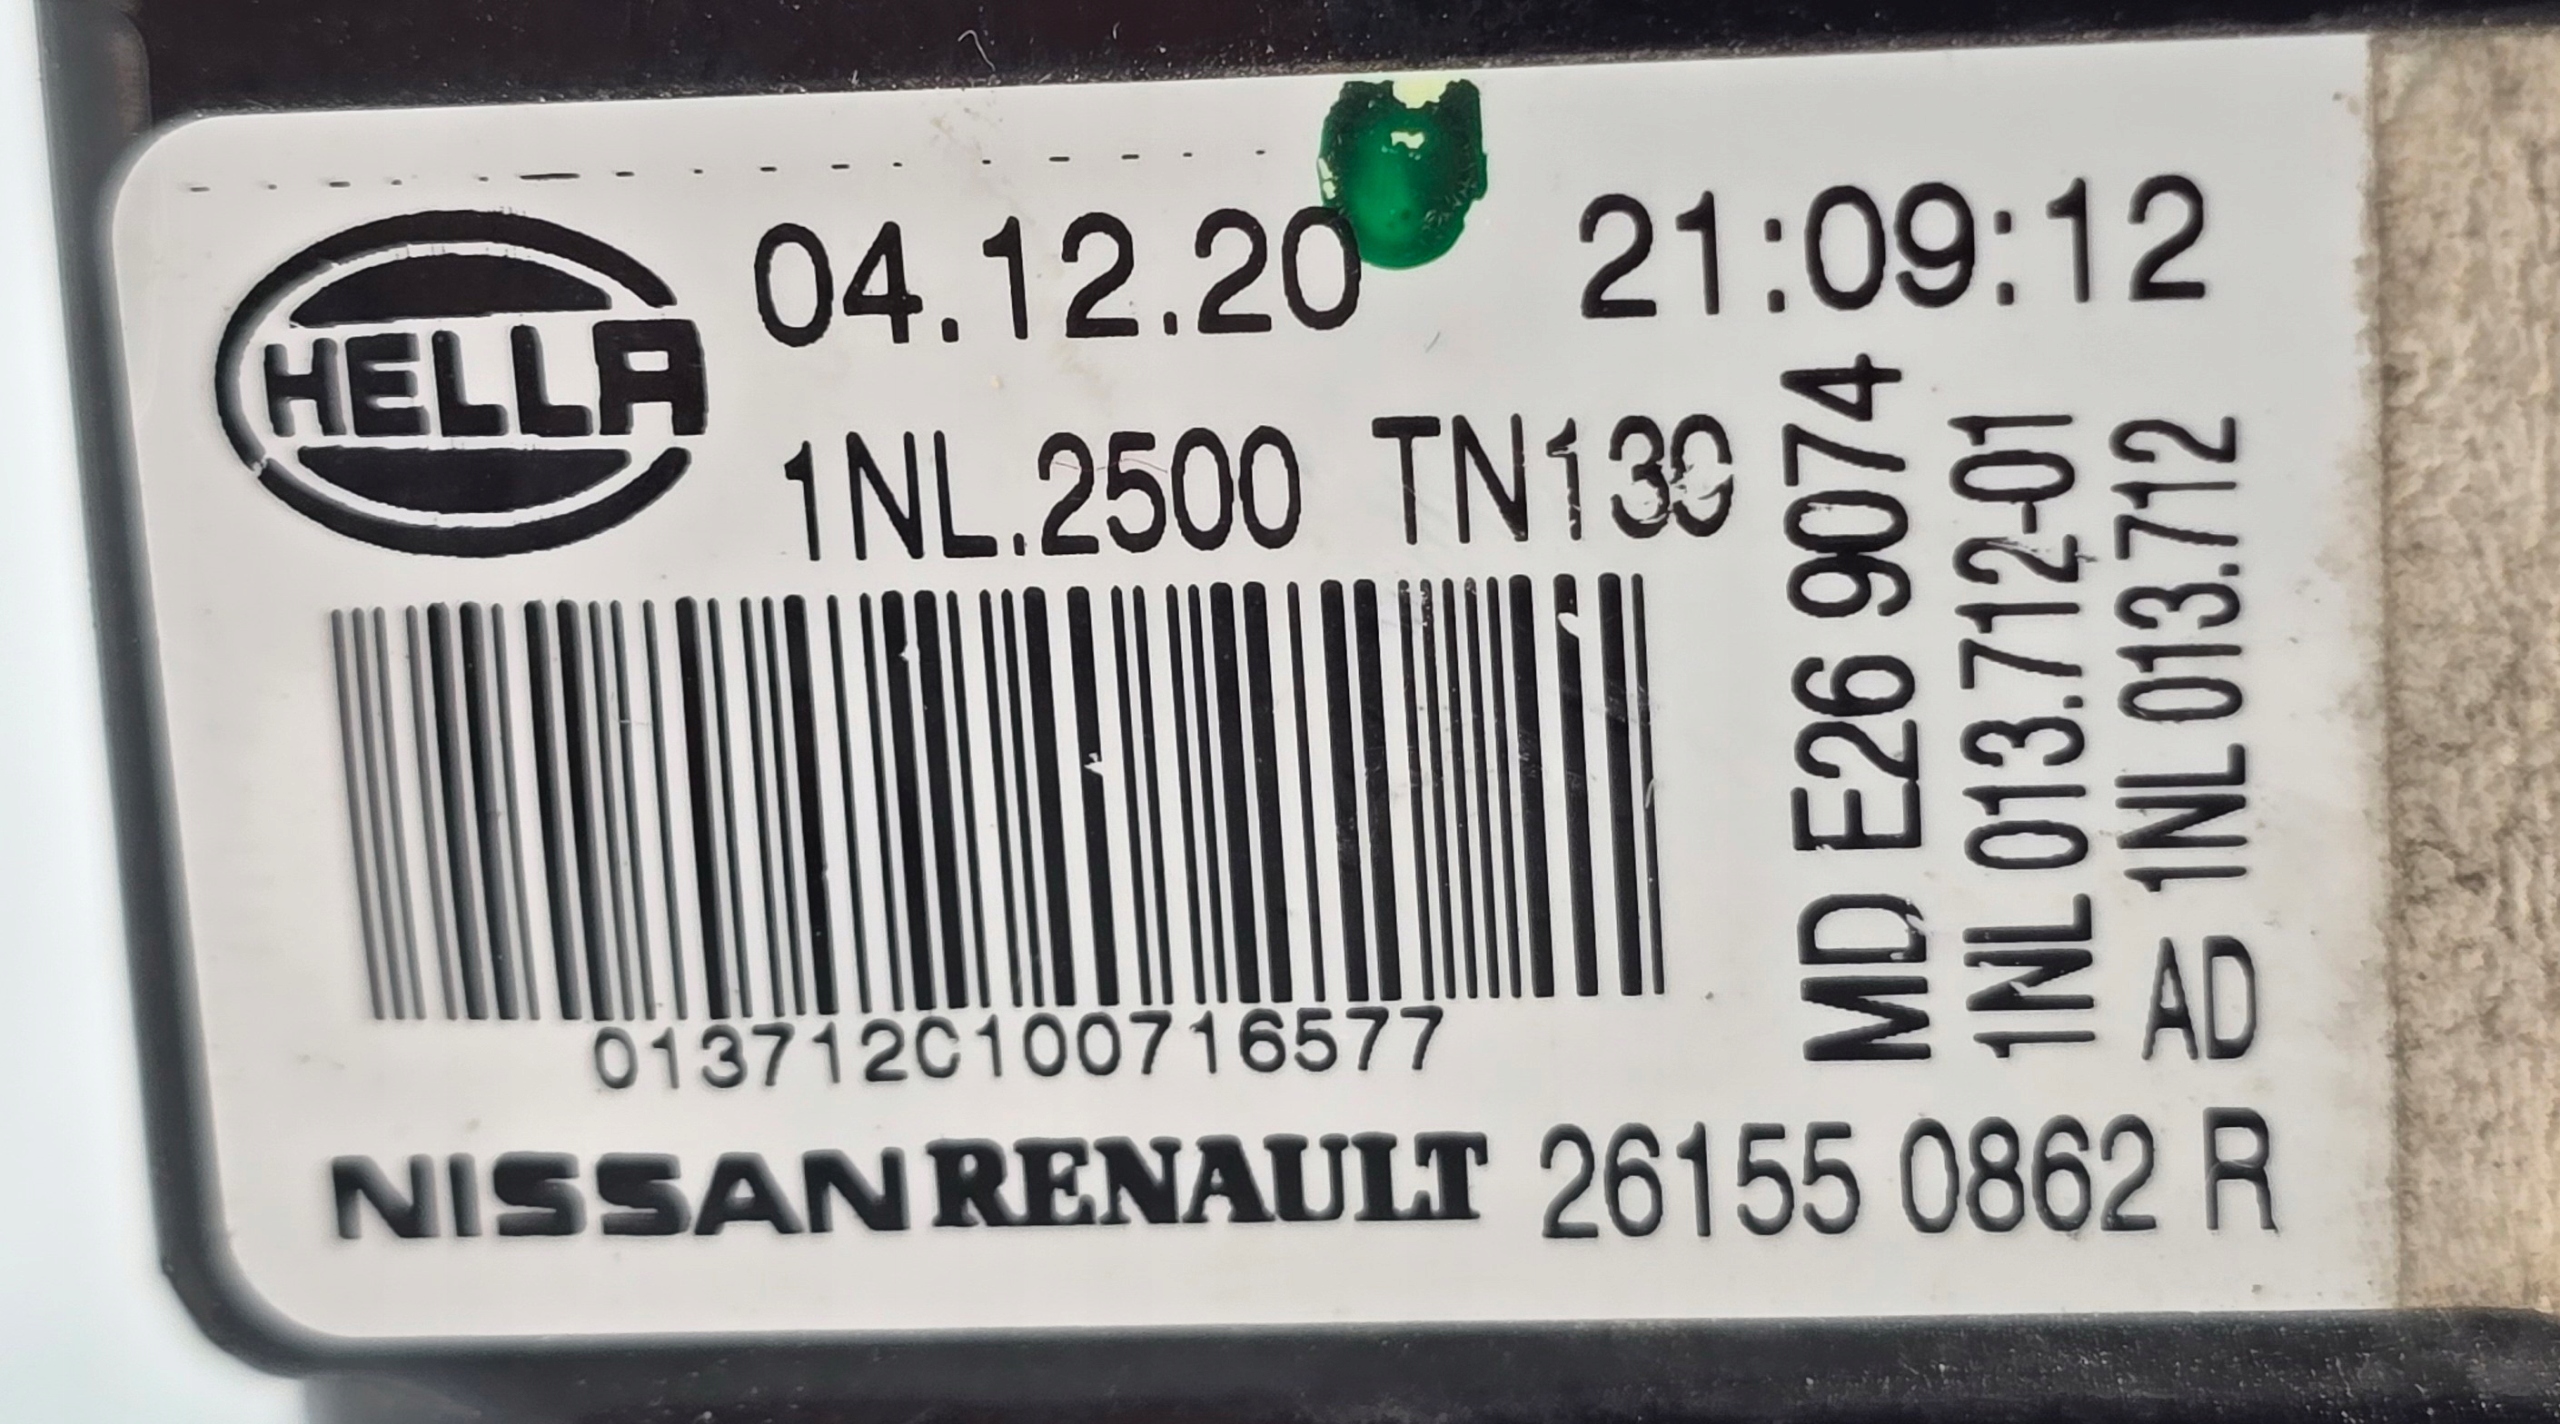 HELLA
04.12.20 21:09:12
1NL.2500
013712C100716577
MD E26 9074
1NL 013.712-01
AD 1NL 013.712
NISSAN RENAULT 26155 0862 R